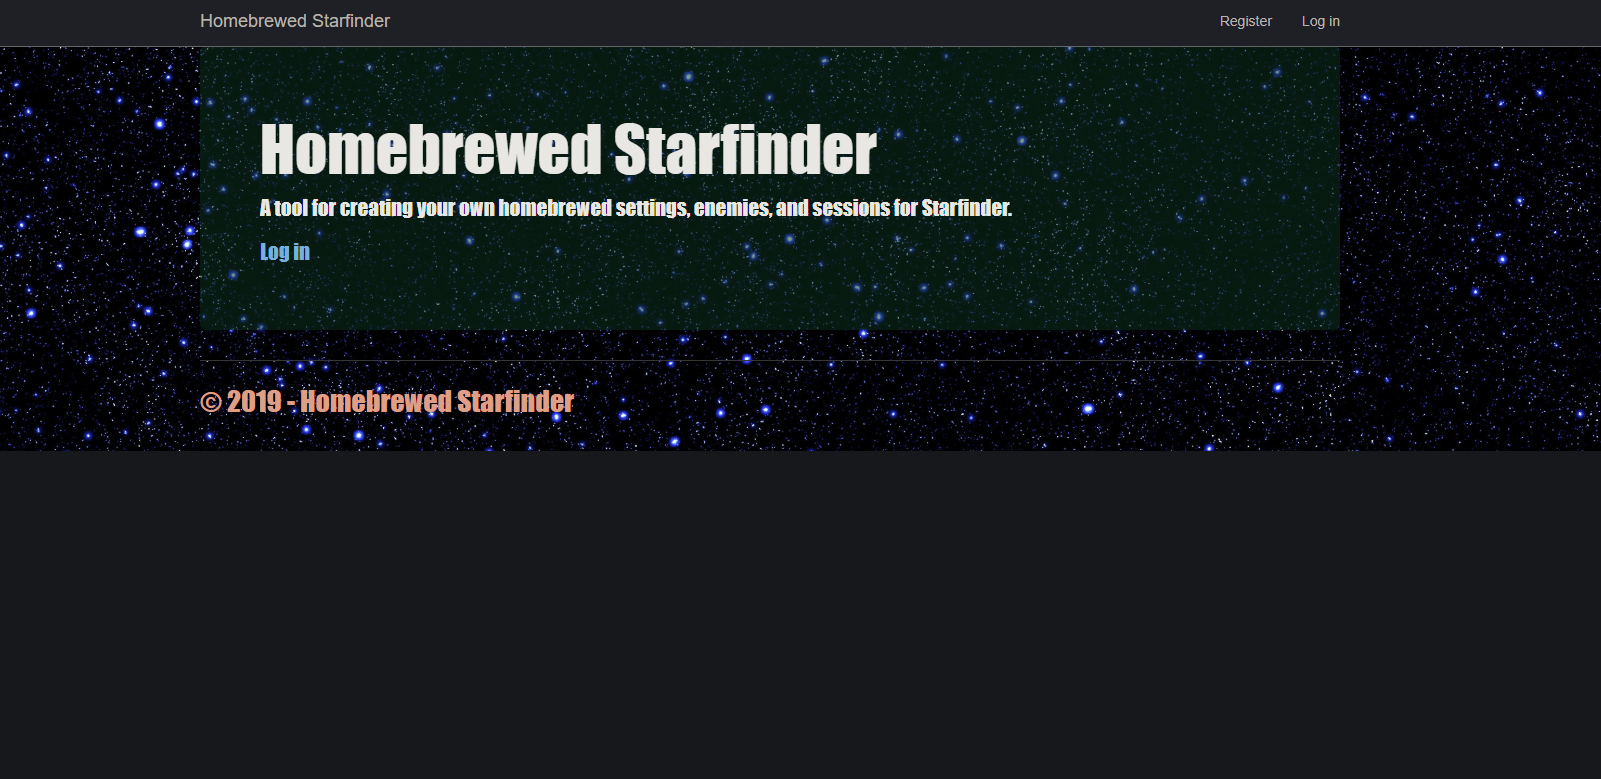 Homebrewed Starfinder
Register
Log in
Homebrewed Starfinder
A tool for creating your own homebrewed settings, enemies, and sessions for Starfinder.
Log in
© 2019 - Homebrewed Starfinder